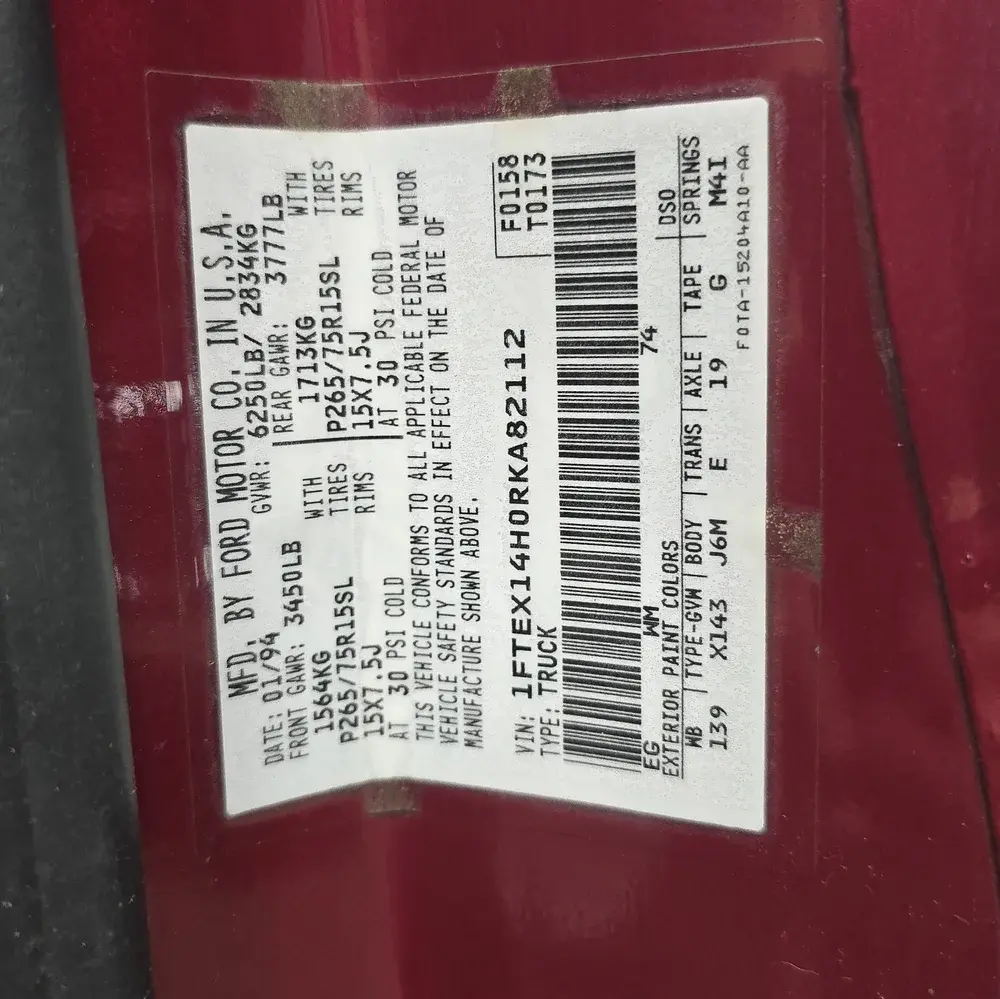 MFD. BY FORD MOTOR CO. IN U.S.A.
DATE: 01/94 GVWR: 6250LB/ 2834KG
FRONT GAWR: 3450LB REAR GAWR: 3777LB
1564KG WITH 1713KG WITH
P265/75R15SL TIRES P265/75R15SL TIRES
15X7.5J RIMS 15X7.5J RIMS
AT 30 PSI COLD AT 30 PSI COLD
THIS VEHICLE CONFORMS TO ALL APPLICABLE FEDERAL MOTOR
VEHICLE SAFETY STANDARDS IN EFFECT ON THE DATE OF
MANUFACTURE SHOWN ABOVE.
VIN: 1FTEX14H0RKA82112 F0158
TYPE: TRUCK T0173
EG WM 74
EXTERIOR PAINT COLORS DSO
WB TYPE-GVW BODY TRANS AXLE TAPE SPRINGS
139 X143 J6M E 19 G M4I
F0TA-15204A10-AA